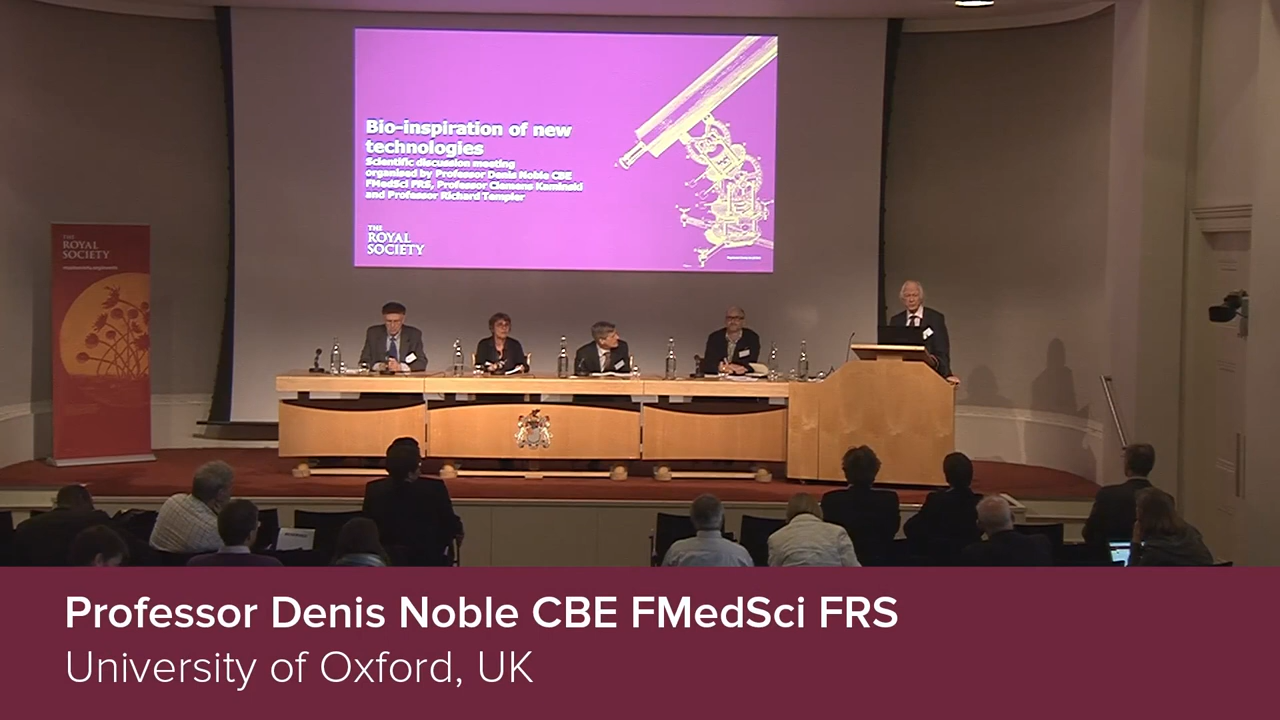 Bio-inspiration of new
technologies
Scientific discussion meeting
organised by Professor Denis Noble CBE
FMedSci FRS, Professor Clemens Kaminski
and Professor Richard Templer
THE
ROYAL
SOCIETY
THE
ROYAL
SOCIETY
Professor Denis Noble CBE FMedSci FRS
University of Oxford, UK